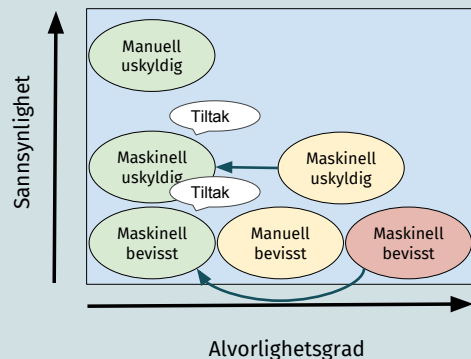 Sannsynlighet
Manuell
uskyldig
Tiltak
Maskinell
uskyldig
Maskinell
uskyldig
Tiltak
Maskinell
bevisst
Manuell
bevisst
Maskinell
bevisst
Alvorlighetsgrad